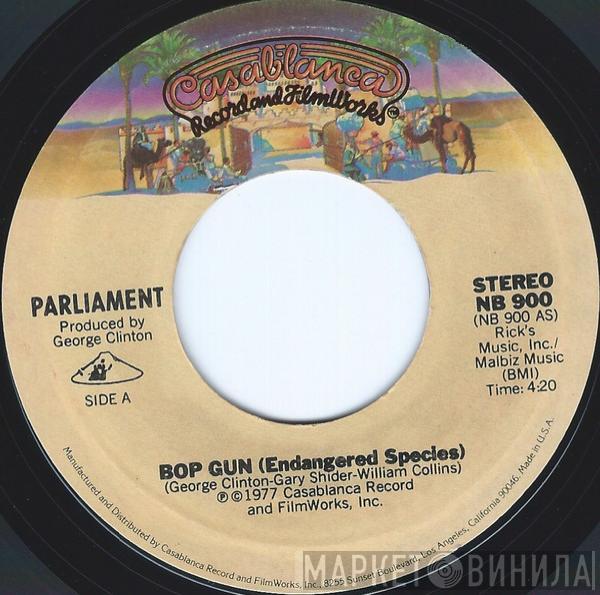 Casablanca
Record and FilmWorks
PARLIAMENT
Produced by
George Clinton
SIDE A
STEREO
NB 900
(NB 900 AS)
Rick's
Music, Inc./
Malbiz Music
(BMI)
Time: 4:20
BOP GUN (Endangered Species)
(George Clinton-Gary Shider-William Collins)
Ⓟ©1977 Casablanca Record
and FilmWorks, Inc.
Manufactured and Distributed by Casablanca Record and FilmWorks, Inc., 8255 Sunset Boulevard, Los Angeles, California 90046. Made in U.S.A.
МАРКЕТ ВИНИЛА